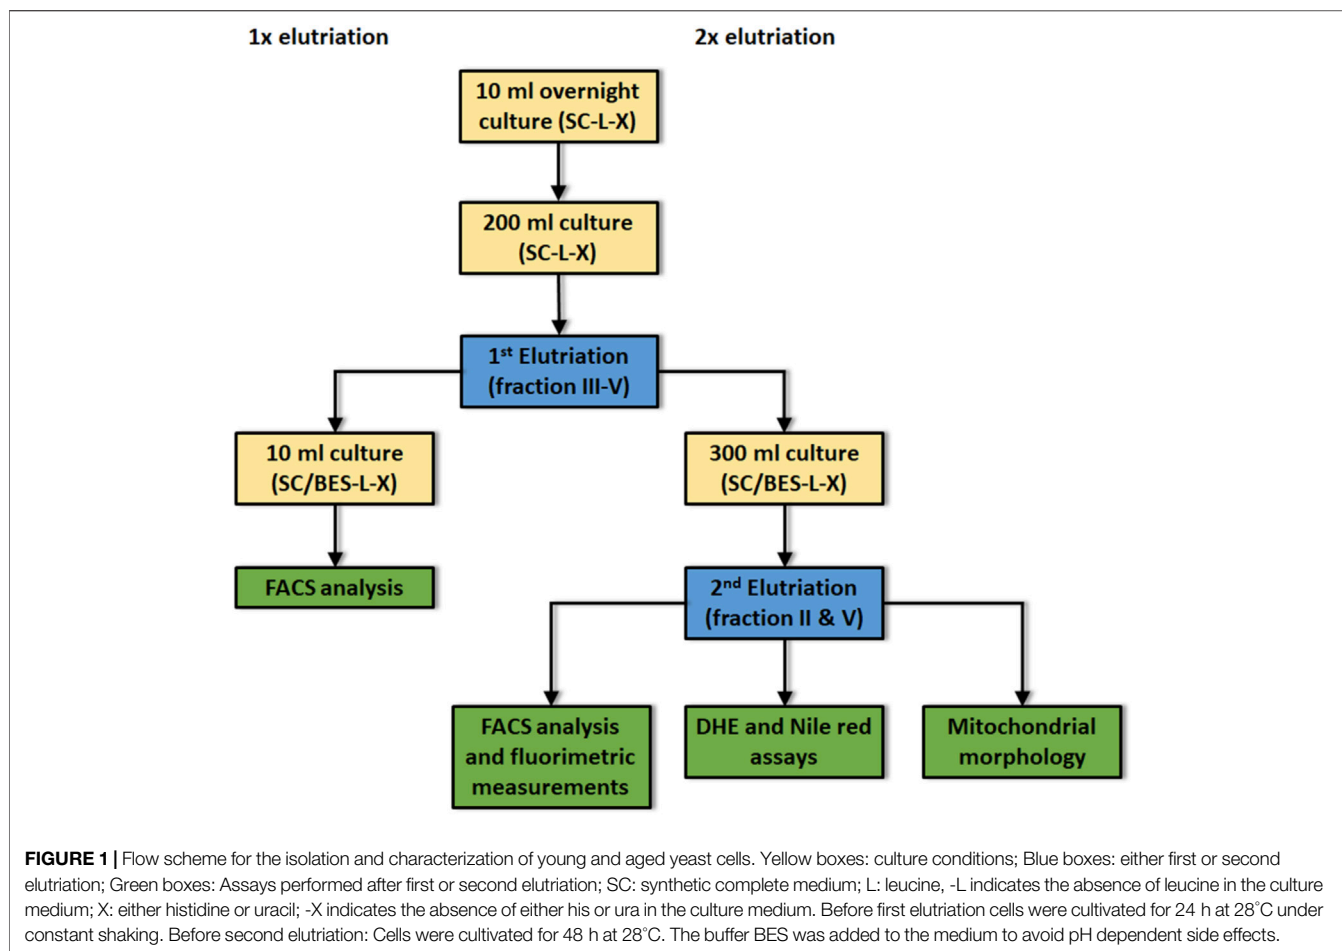 1x elutriation
2x elutriation
10 ml overnight
culture (SC-L-X)
200 ml culture
(SC-L-X)
1st Elutriation
(fraction III-V)
10 ml culture
(SC/BES-L-X)
300 ml culture
(SC/BES-L-X)
FACS analysis
2nd Elutriation
(fraction II & V)
FACS analysis
and fluorimetric
measurements
DHE and Nile red
assays
Mitochondrial
morphology
FIGURE 1 | Flow scheme for the isolation and characterization of young and aged yeast cells. Yellow boxes: culture conditions; Blue boxes: either first or second
elutriation; Green boxes: Assays performed after first or second elutriation; SC: synthetic complete medium; L: leucine, -L indicates the absence of leucine in the culture
medium; X: either histidine or uracil; -X indicates the absence of either his or ura in the culture medium. Before first elutriation cells were cultivated for 24 h at 28°C under
constant shaking. Before second elutriation: Cells were cultivated for 48 h at 28°C. The buffer BES was added to the medium to avoid pH dependent side effects.